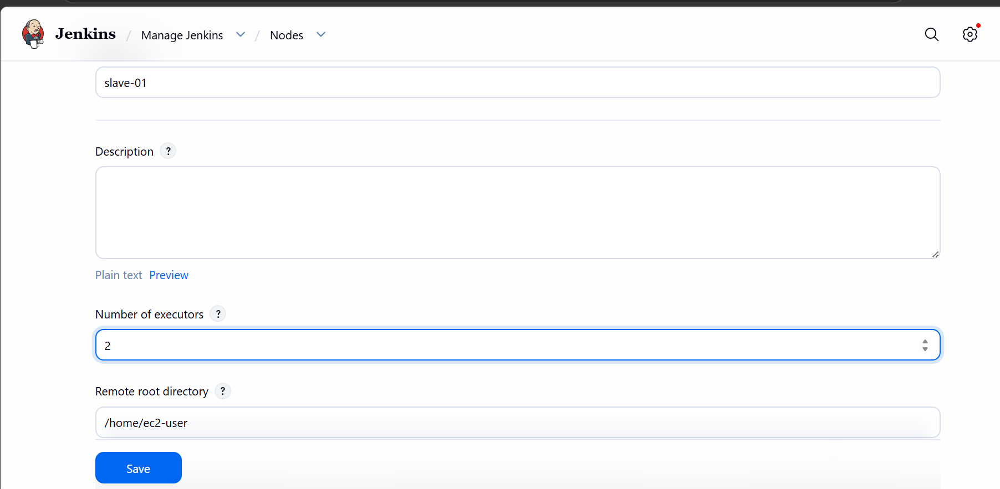 Jenkins / Manage Jenkins / Nodes
slave-01
Description ?
Plain text Preview
Number of executors ?
2
Remote root directory ?
/home/ec2-user
Save